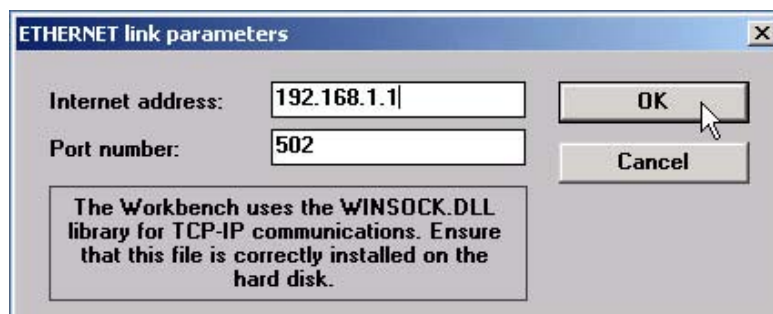 ETHERNET link parameters
Internet address: 192.168.1.1 OK
Port number: 502
Cancel
The Workbench uses the WINSOCK.DLL
library for TCP-IP communications. Ensure
that this file is correctly installed on the
hard disk.